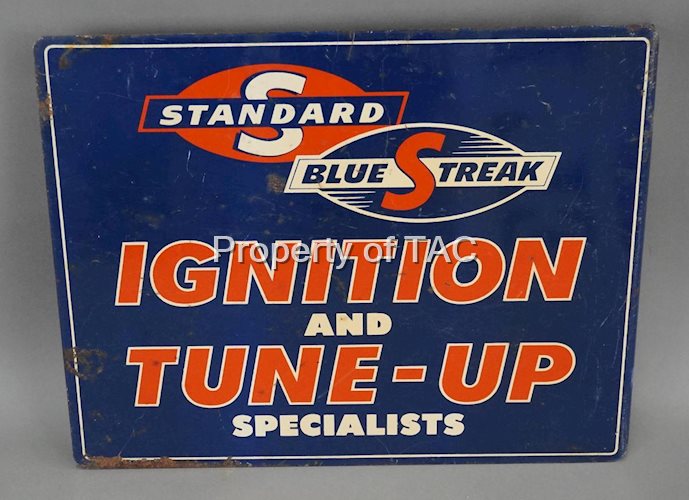 STANDARD
BLUE STREAK
IGNITION
Property of TAC
AND
TUNE-UP
SPECIALISTS